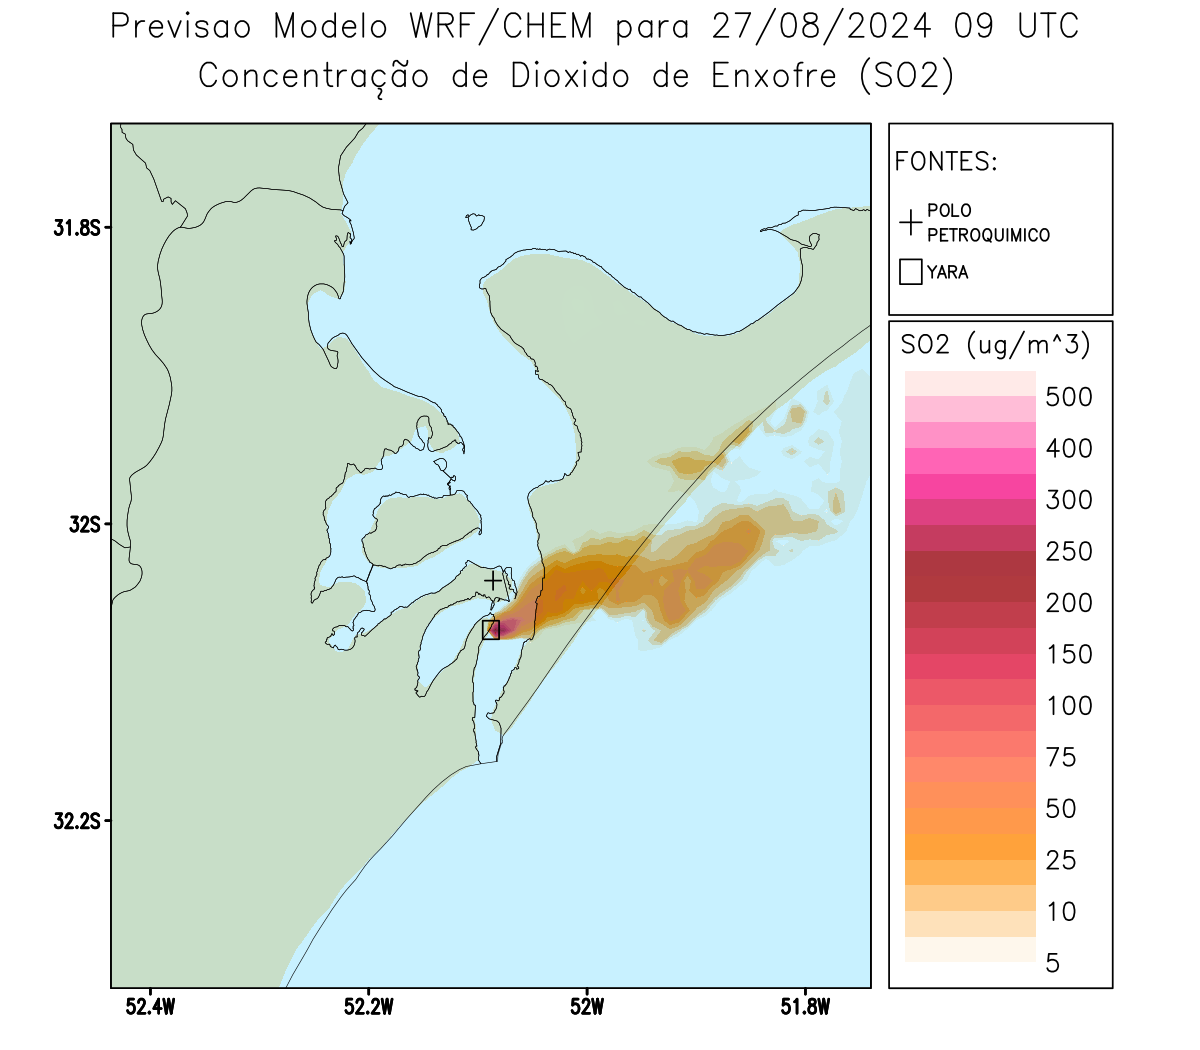 Previsao Modelo WRF/CHEM para 27/08/2024 09 UTC
Concentração de Dioxido de Enxofre (SO2)
FONTES:
POLO
PETROQUIMICO
YARA
SO2 (ug/m^3)
500
400
300
250
200
150
100
75
50
25
10
5
31.8S
32S
32.2S
52.4W
52.2W
52W
51.8W